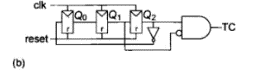 clk
Q0 Q1 Q2
TC
reset
r r r
(b)